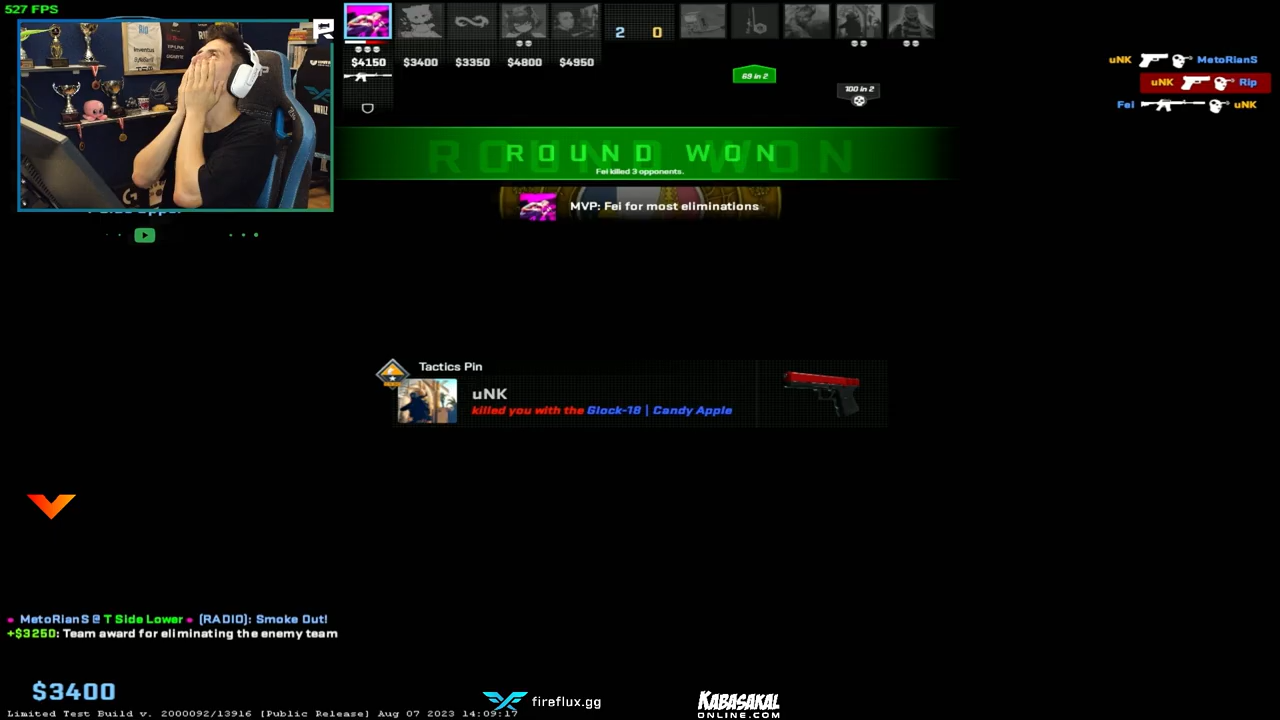 527 FPS
$4150
$3400
$3350
$4800
$4950
2 0
69 in 2
100 in 2
uNK MetoRianS
uNK Rip
Fei uNK
ROUND WON
Fei killed 3 opponents.
MVP: Fei for most eliminations
Tactics Pin
uNK
killed you with the Glock-18 | Candy Apple
MetoRianS @ T Side Lower • (RADIO): Smoke Out!
+$3250: Team award for eliminating the enemy team
$3400
Limited Test Build v. 2000092/13916 [Public Release] Aug 07 2023 14:09:17
fireflux.gg
KABASAKAL
ONLINE.COM